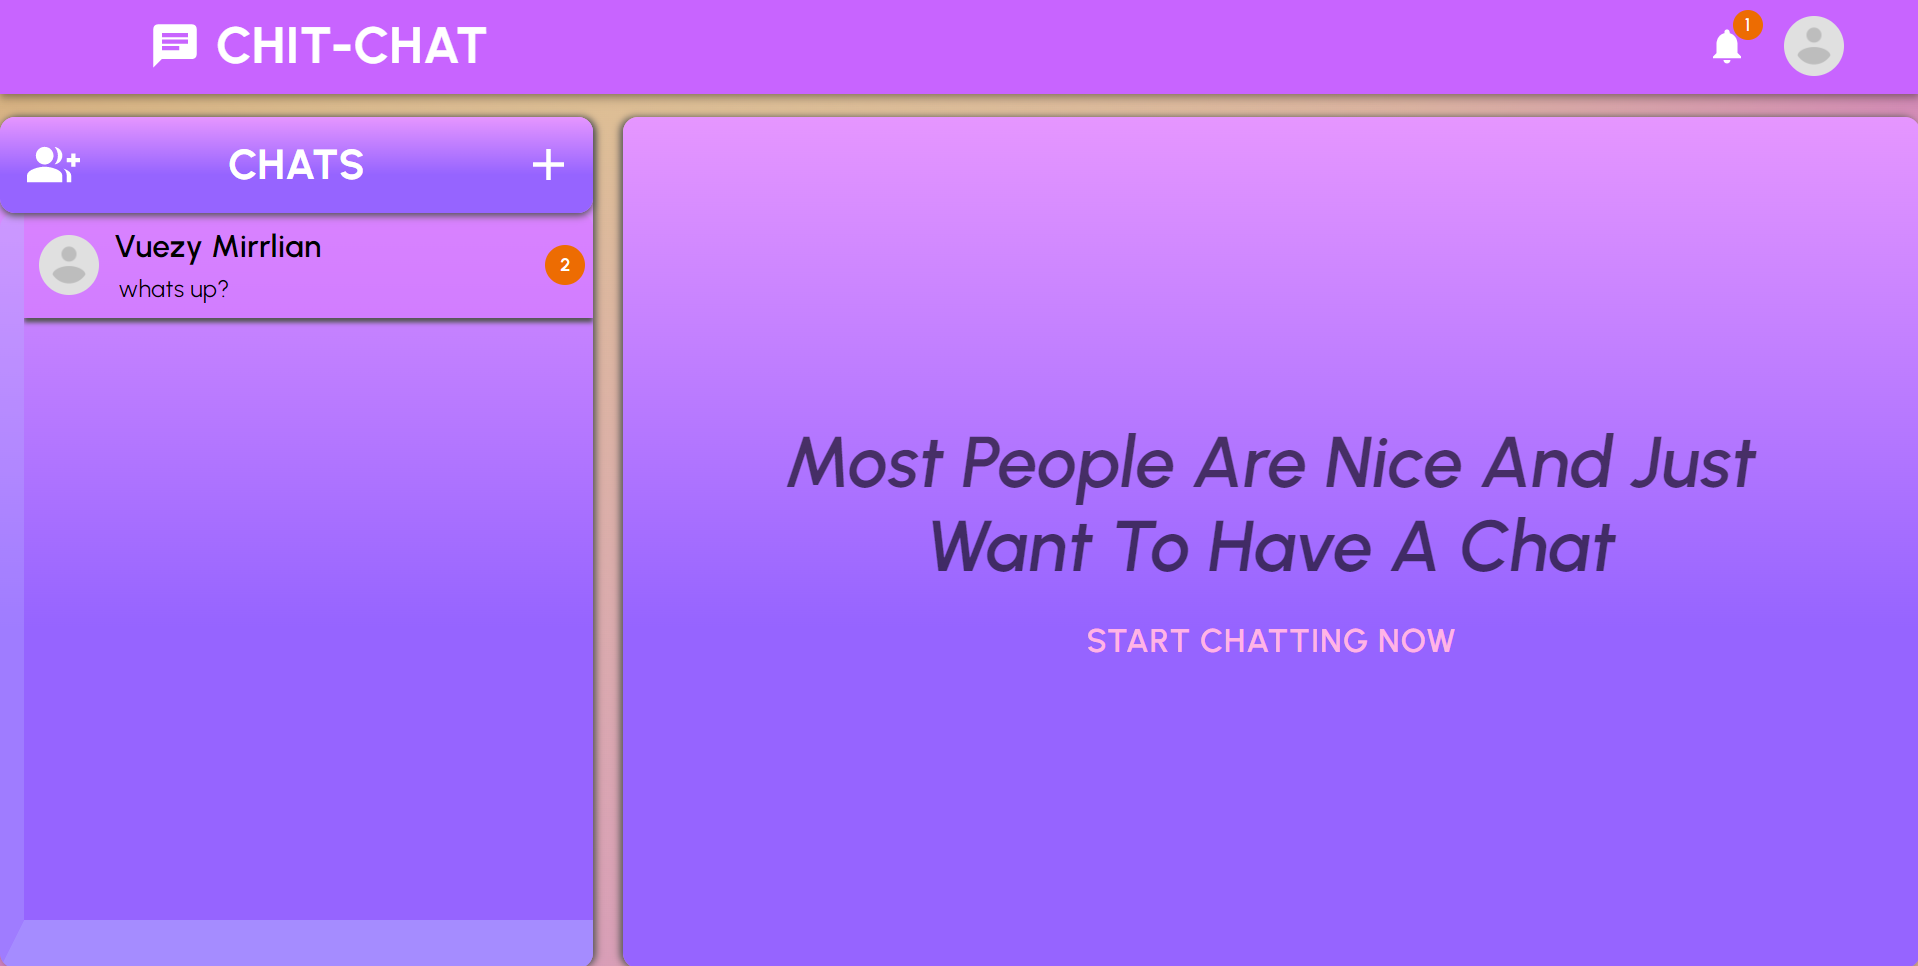 CHIT-CHAT
1
CHATS
Vuezy Mirrlian
whats up?
2
Most People Are Nice And Just
Want To Have A Chat
START CHATTING NOW